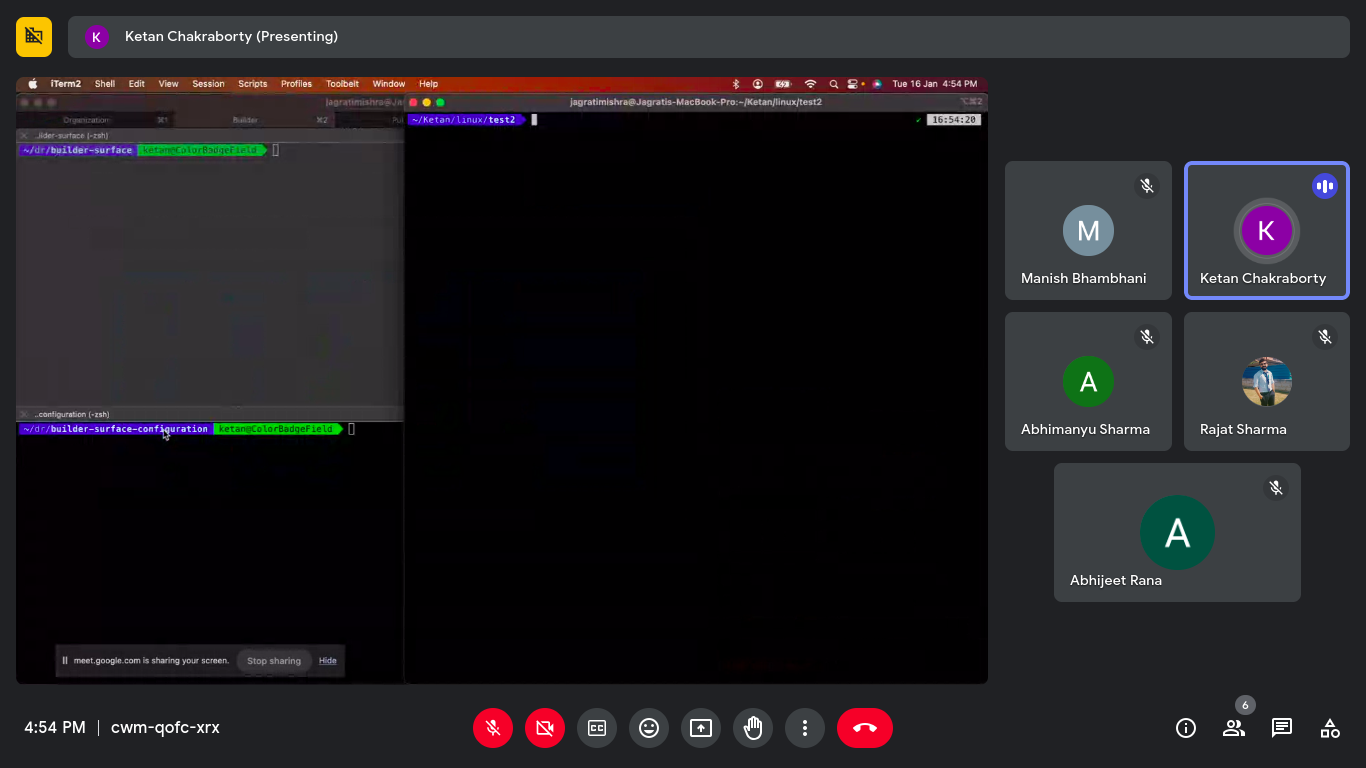 K Ketan Chakraborty (Presenting)
iTerm2 Shell Edit View Session Scripts Profiles Toolbelt Window Help Tue 16 Jan 4:54 PM
jagratimishra@Je
Organization ⌘1 Builder ⌘2
..ilder-surface (-zsh)
~/dr/builder-surface ketan@ColorBadgeField
..configuration (-zsh)
~/dr/builder-surface-configuration ketan@ColorBadgeField
meet.google.com is sharing your screen. Stop sharing Hide
jagratimishra@Jagratis-MacBook-Pro:~/Ketan/linux/test2 ⌥⌘2
~/Ketan/linux/test2 ✓ 16:54:20
M
Manish Bhambhani
K
Ketan Chakraborty
A
Abhimanyu Sharma
Rajat Sharma
A
Abhijeet Rana
4:54 PM | cwm-qofc-xrx
CC
6